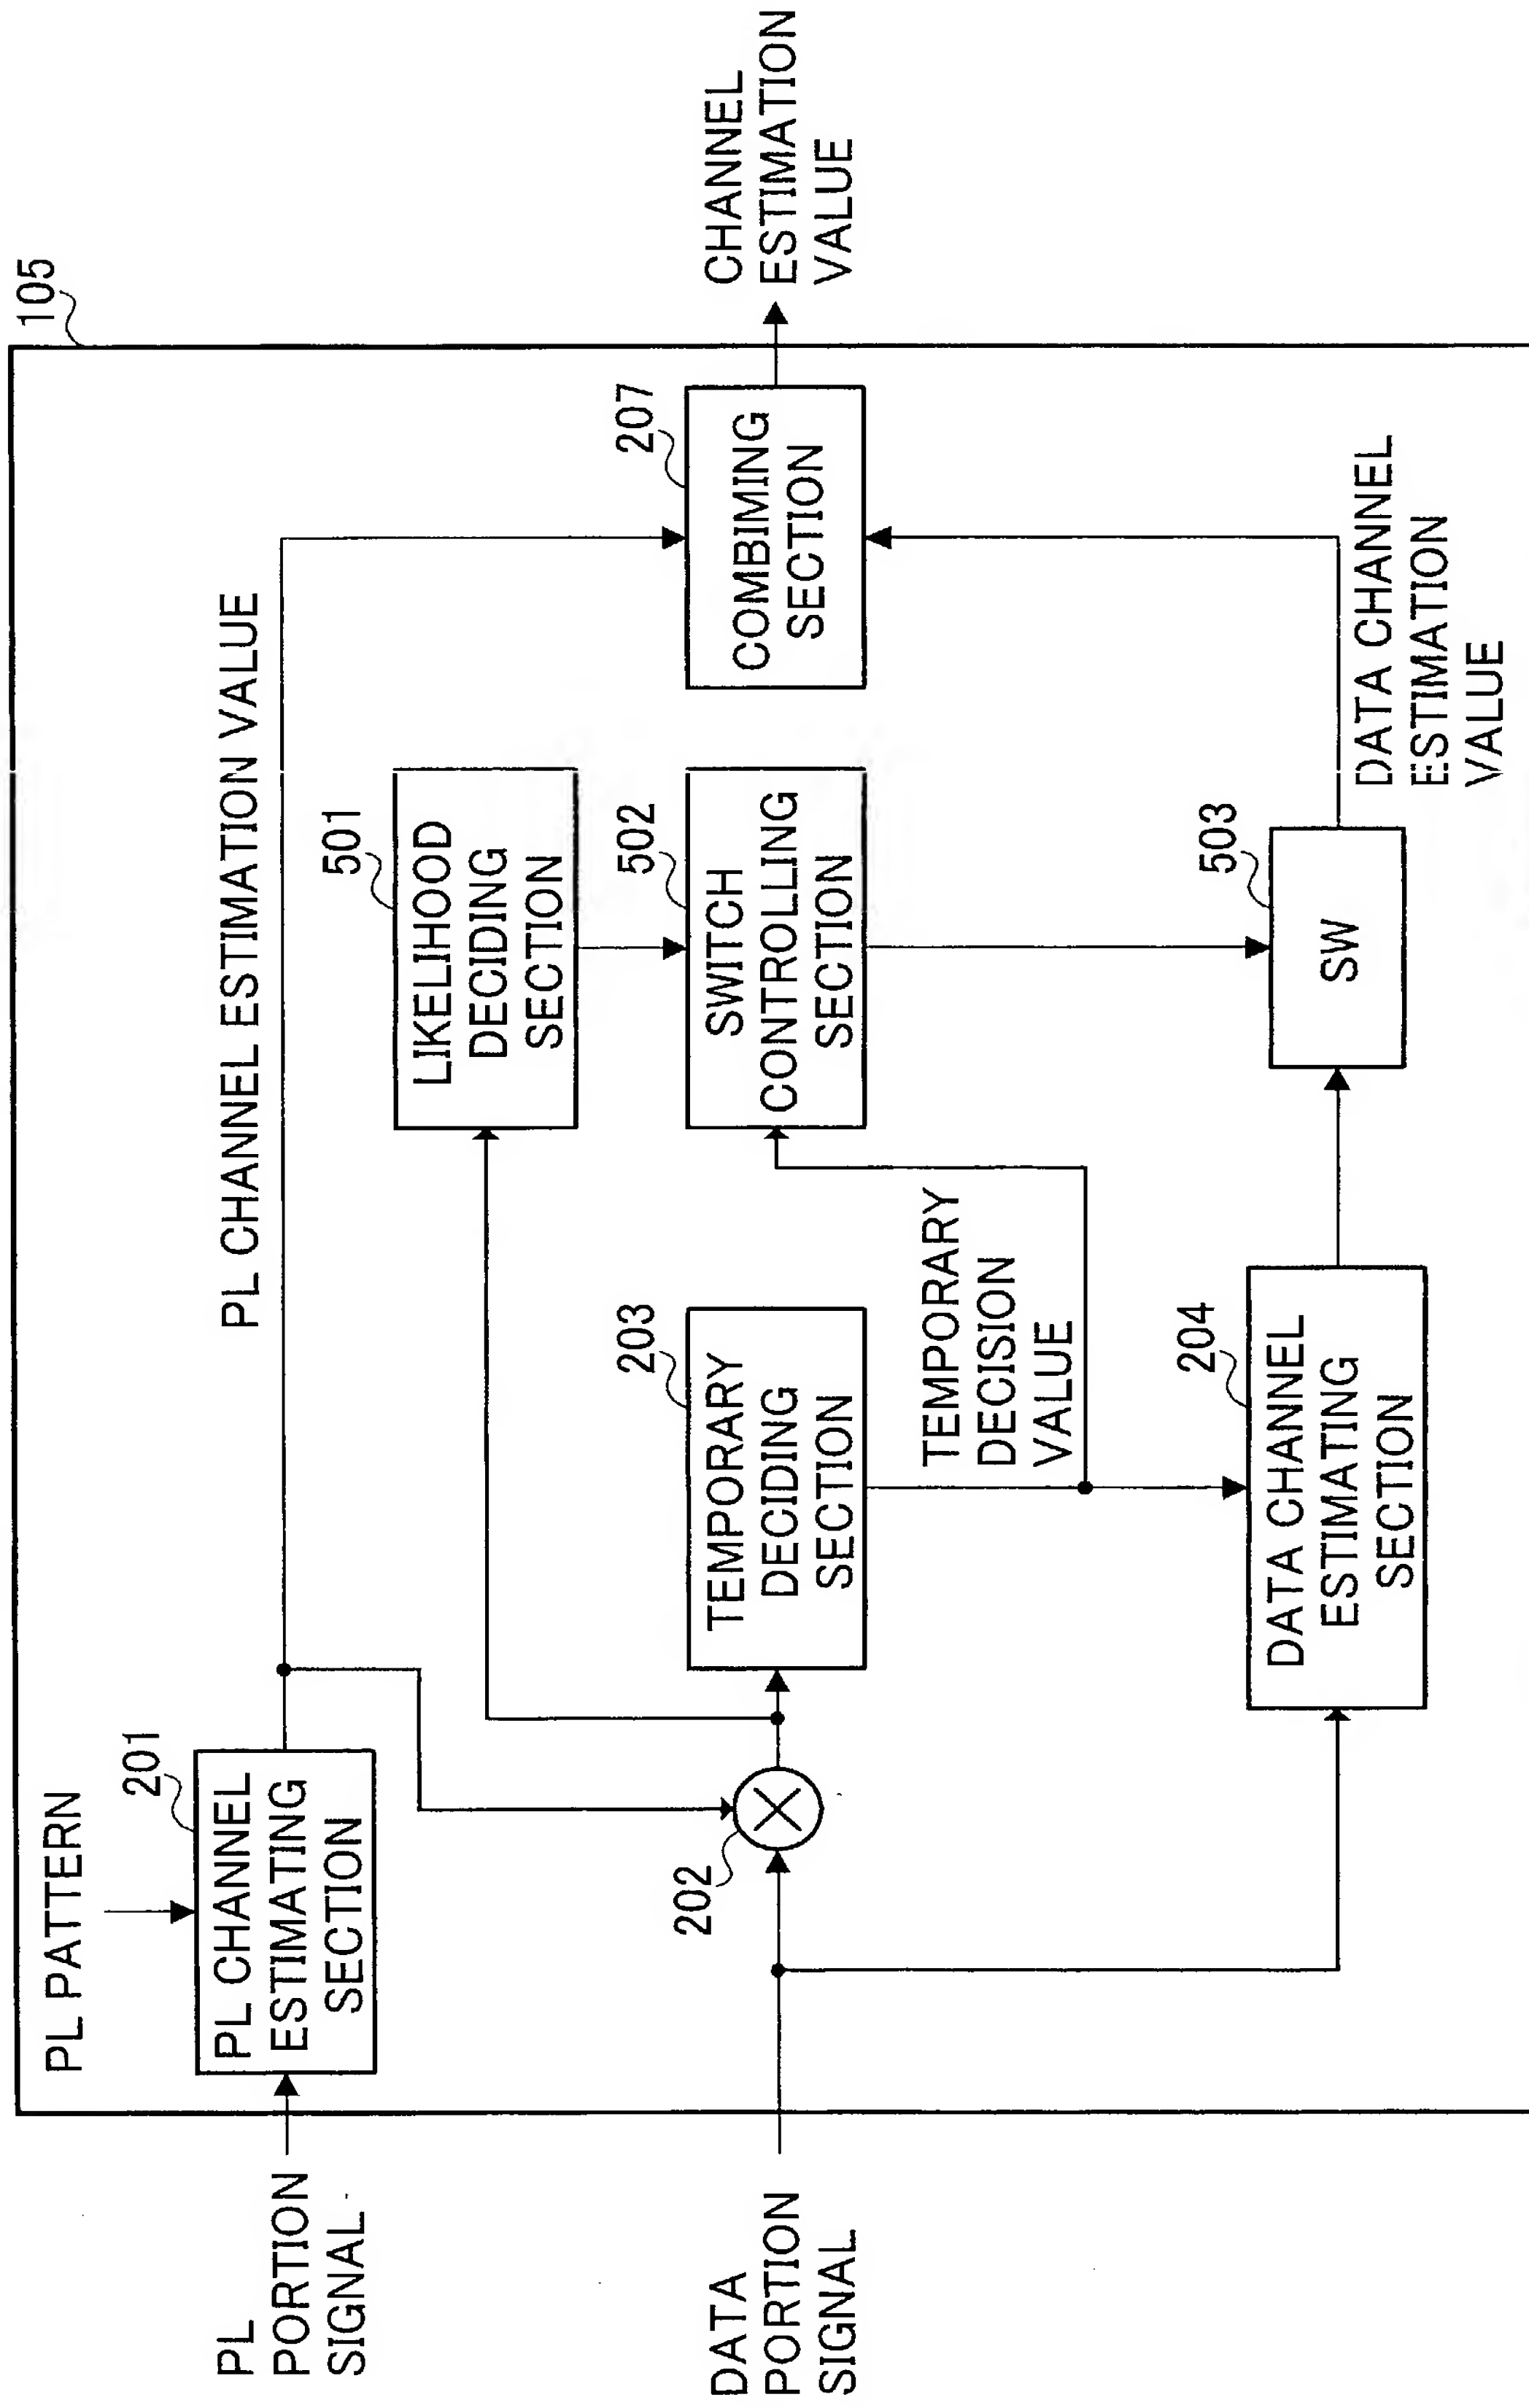 105
PL PATTERN
201
PL CHANNEL
ESTIMATING
SECTION
PL
PORTION
SIGNAL
PL CHANNEL ESTIMATION VALUE
501
LIKELIHOOD
DECIDING
SECTION
DATA
PORTION
SIGNAL
202
203
TEMPORARY
DECIDING
SECTION
502
SWITCH
CONTROLLING
SECTION
207
COMBIMING
SECTION
CHANNEL
ESTIMATION
VALUE
TEMPORARY
DECISION
VALUE
204
DATA CHANNEL
ESTIMATING
SECTION
503
SW
DATA CHANNEL
ESTIMATION
VALUE